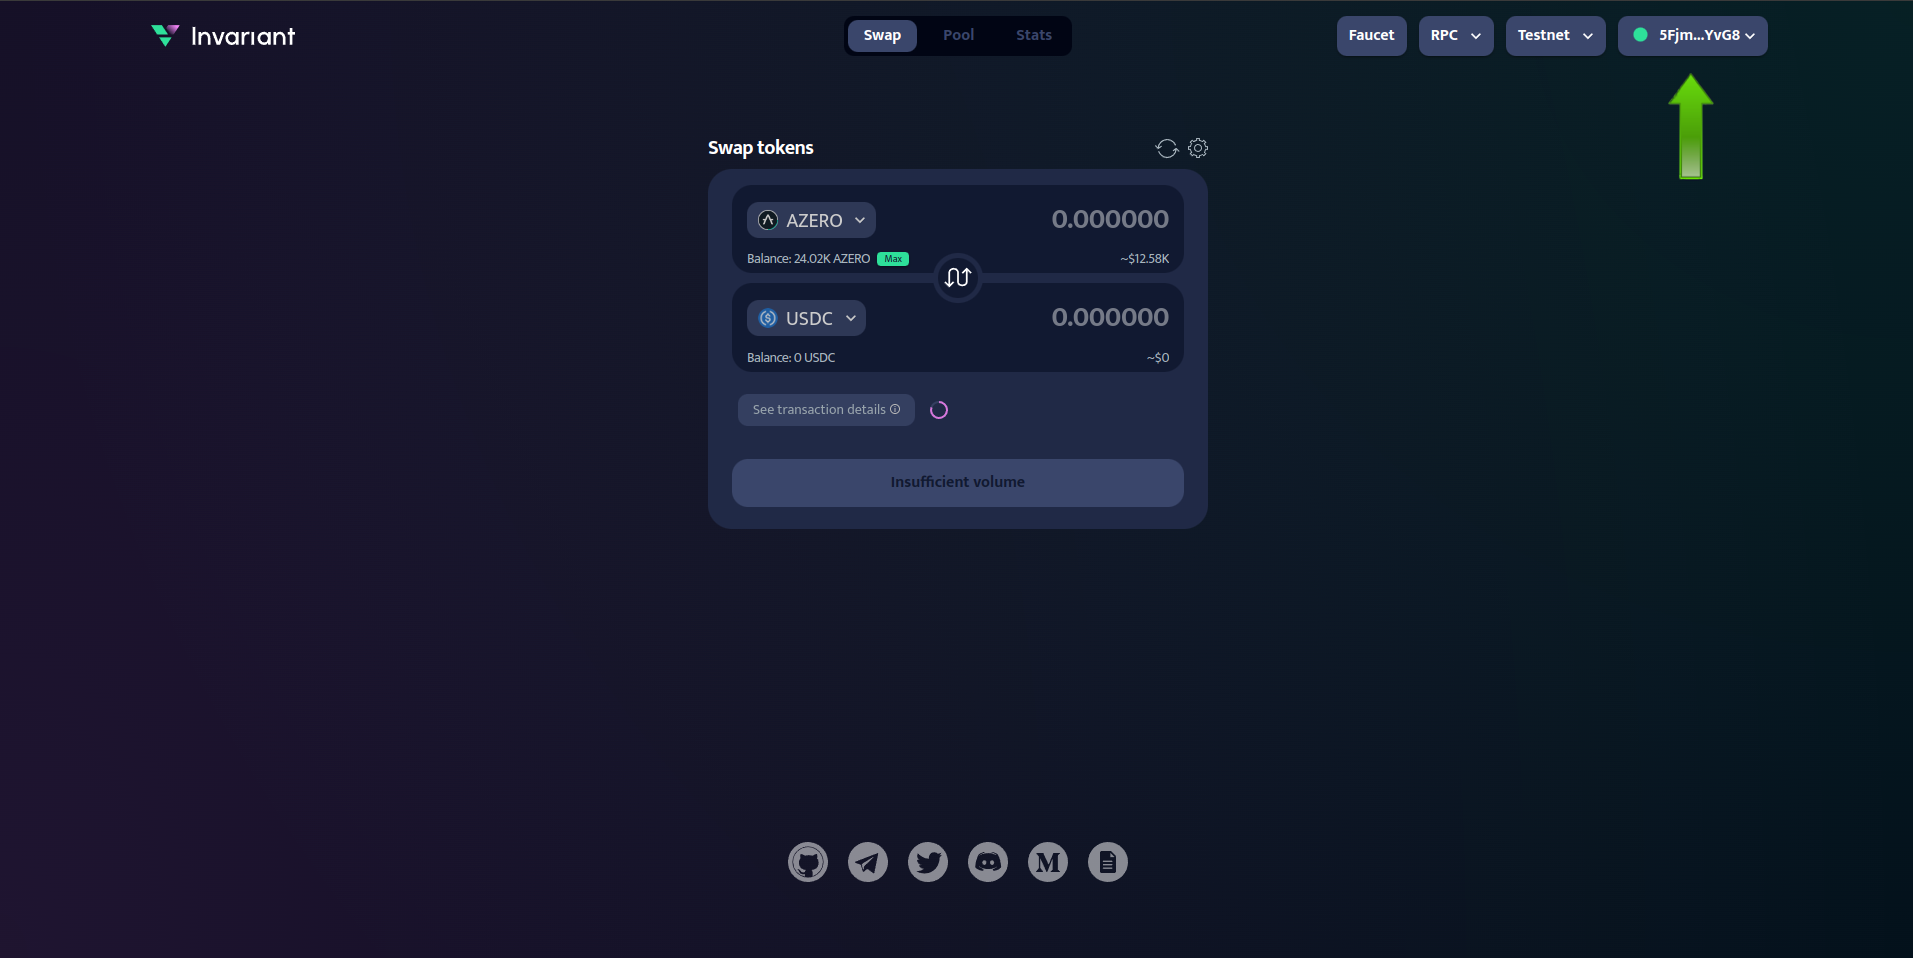 Invariant
Swap Pool Stats
Faucet RPC Testnet 5Fjm...YvG8
Swap tokens
AZERO 0.000000
Balance: 24.02K AZERO Max ~$12.58K
USDC 0.000000
Balance: 0 USDC ~$0
See transaction details
Insufficient volume